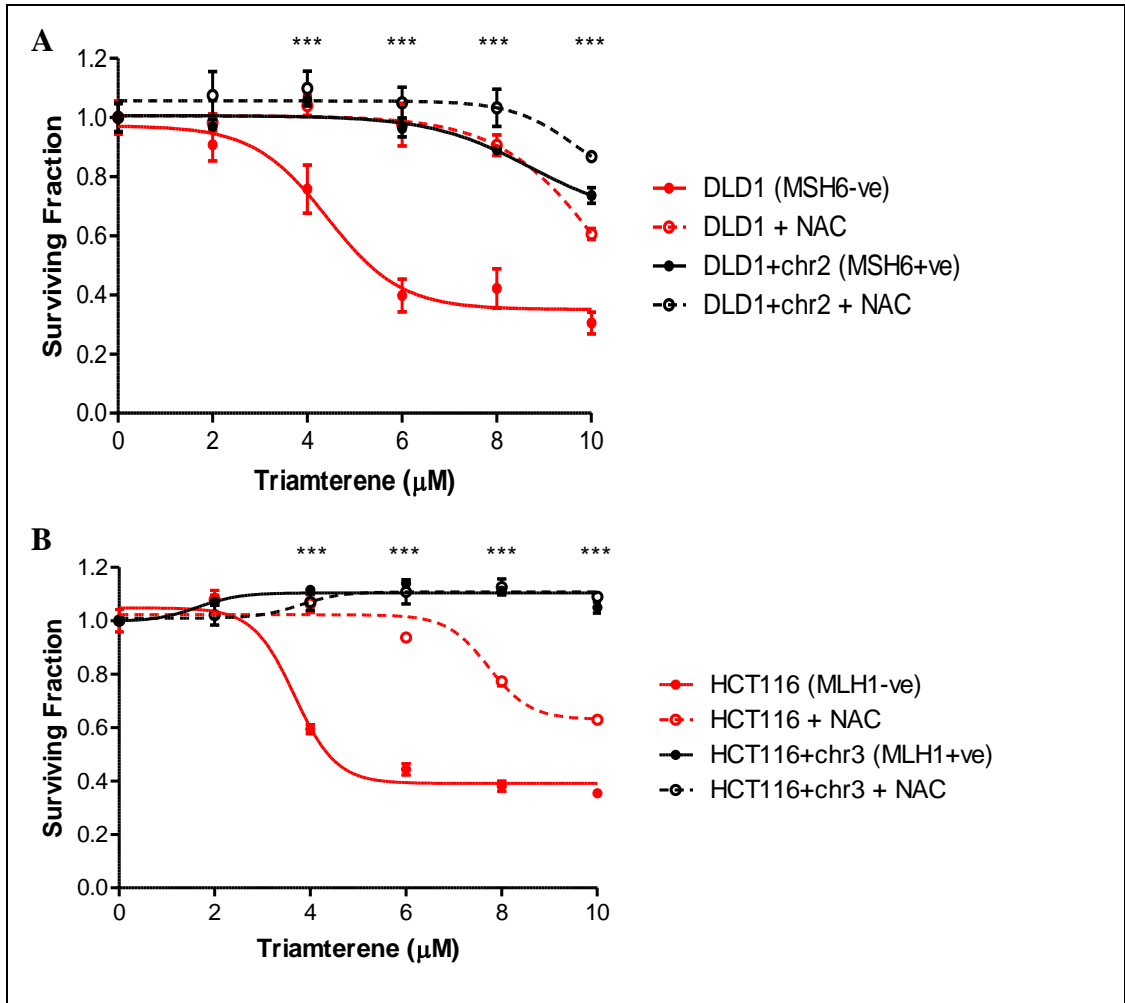 A
*** *** *** ***
1.2
1.0
0.8
0.6
0.4
0.2
0.0
Surviving Fraction
0 2 4 6 8 10
Triamterene (μM)
DLD1 (MSH6-ve)
DLD1 + NAC
DLD1+chr2 (MSH6+ve)
DLD1+chr2 + NAC
B
*** *** *** ***
1.2
1.0
0.8
0.6
0.4
0.2
0.0
Surviving Fraction
0 2 4 6 8 10
Triamterene (μM)
HCT116 (MLH1-ve)
HCT116 + NAC
HCT116+chr3 (MLH1+ve)
HCT116+chr3 + NAC